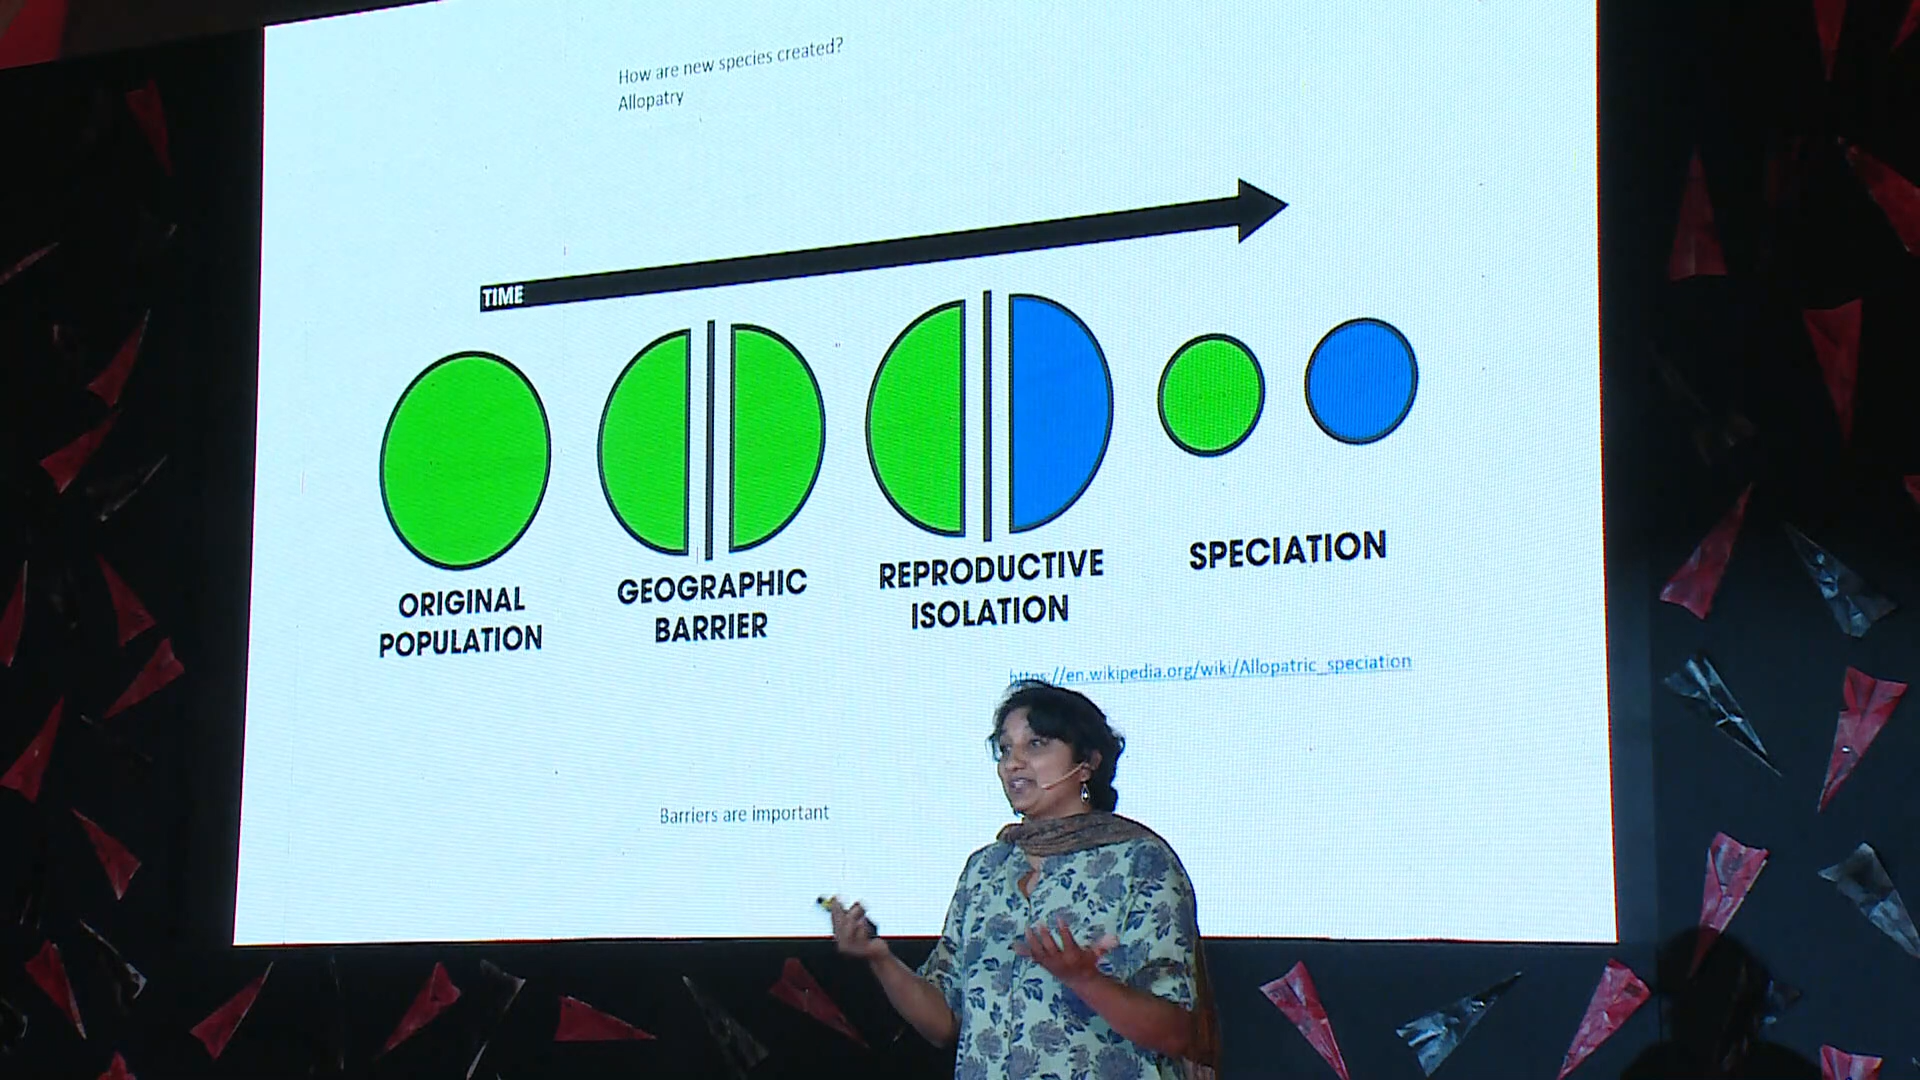 How are new species created?
Allopatry
TIME
ORIGINAL
POPULATION
GEOGRAPHIC
BARRIER
REPRODUCTIVE
ISOLATION
SPECIATION
https://en.wikipedia.org/wiki/Allopatric_speciation
Barriers are important